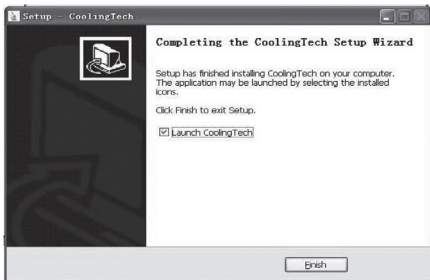 Setup - CoolingTech
Completing the CoolingTech Setup Wizard
Setup has finished installing CoolingTech on your computer.
The application may be launched by selecting the installed
icons.
Click Finish to exit Setup.
Launch CoolingTech
Finish